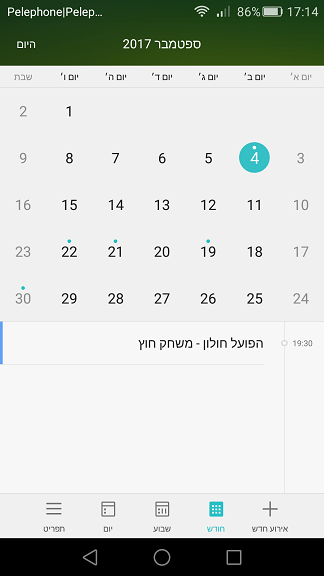 Pelephone|Pelep... 86% 17:14
ספטמבר 2017 היום
יום א׳ יום ב׳ יום ג׳ יום ד׳ יום ה׳ יום ו׳ שבת
1 2
3 4 5 6 7 8 9
10 11 12 13 14 15 16
17 18 19 20 21 22 23
24 25 26 27 28 29 30
19:30 הפועל חולון - משחק חוץ
אירוע חדש חודש שבוע יום תפריט